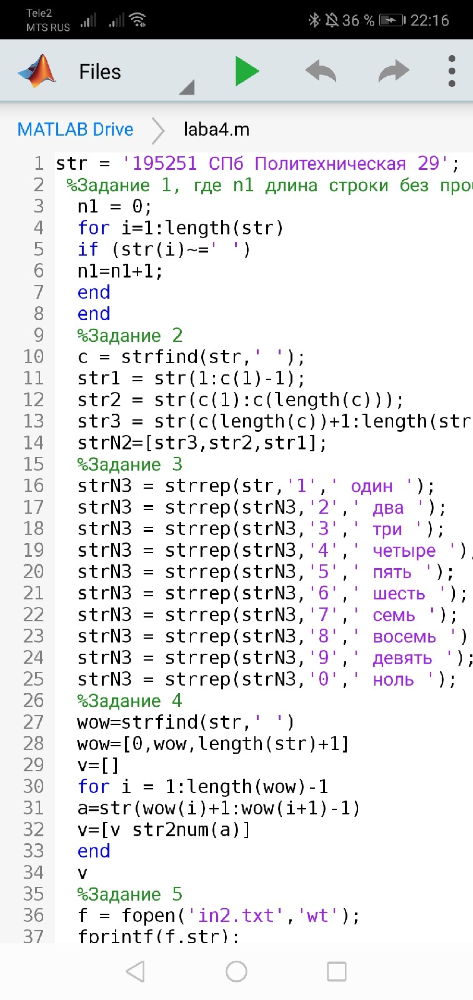 Tele2
MTS RUS
36 %
22:16
Files
MATLAB Drive
laba4.m
1 str = '195251 СПб Политехническая 29';
2 %Задание 1, где n1 длина строки без про
3 n1 = 0;
4 for i=1:length(str)
5 if (str(i)~=' ')
6 n1=n1+1;
7 end
8 end
9 %Задание 2
10 c = strfind(str,' ');
11 str1 = str(1:c(1)-1);
12 str2 = str(c(1):c(length(c)));
13 str3 = str(c(length(c))+1:length(str
14 strN2=[str3,str2,str1];
15 %Задание 3
16 strN3 = strrep(str,'1',' один ');
17 strN3 = strrep(strN3,'2',' два ');
18 strN3 = strrep(strN3,'3',' три ');
19 strN3 = strrep(strN3,'4',' четыре ');
20 strN3 = strrep(strN3,'5',' пять ');
21 strN3 = strrep(strN3,'6',' шесть ');
22 strN3 = strrep(strN3,'7',' семь ');
23 strN3 = strrep(strN3,'8',' восемь ')
24 strN3 = strrep(strN3,'9',' девять ');
25 strN3 = strrep(strN3,'0',' ноль ');
26 %Задание 4
27 wow=strfind(str,' ')
28 wow=[0,wow,length(str)+1]
29 v=[]
30 for i = 1:length(wow)-1
31 a=str(wow(i)+1:wow(i+1)-1)
32 v=[v str2num(a)]
33 end
34 v
35 %Задание 5
36 f = fopen('in2.txt','wt');
37 fprintf(f,str);